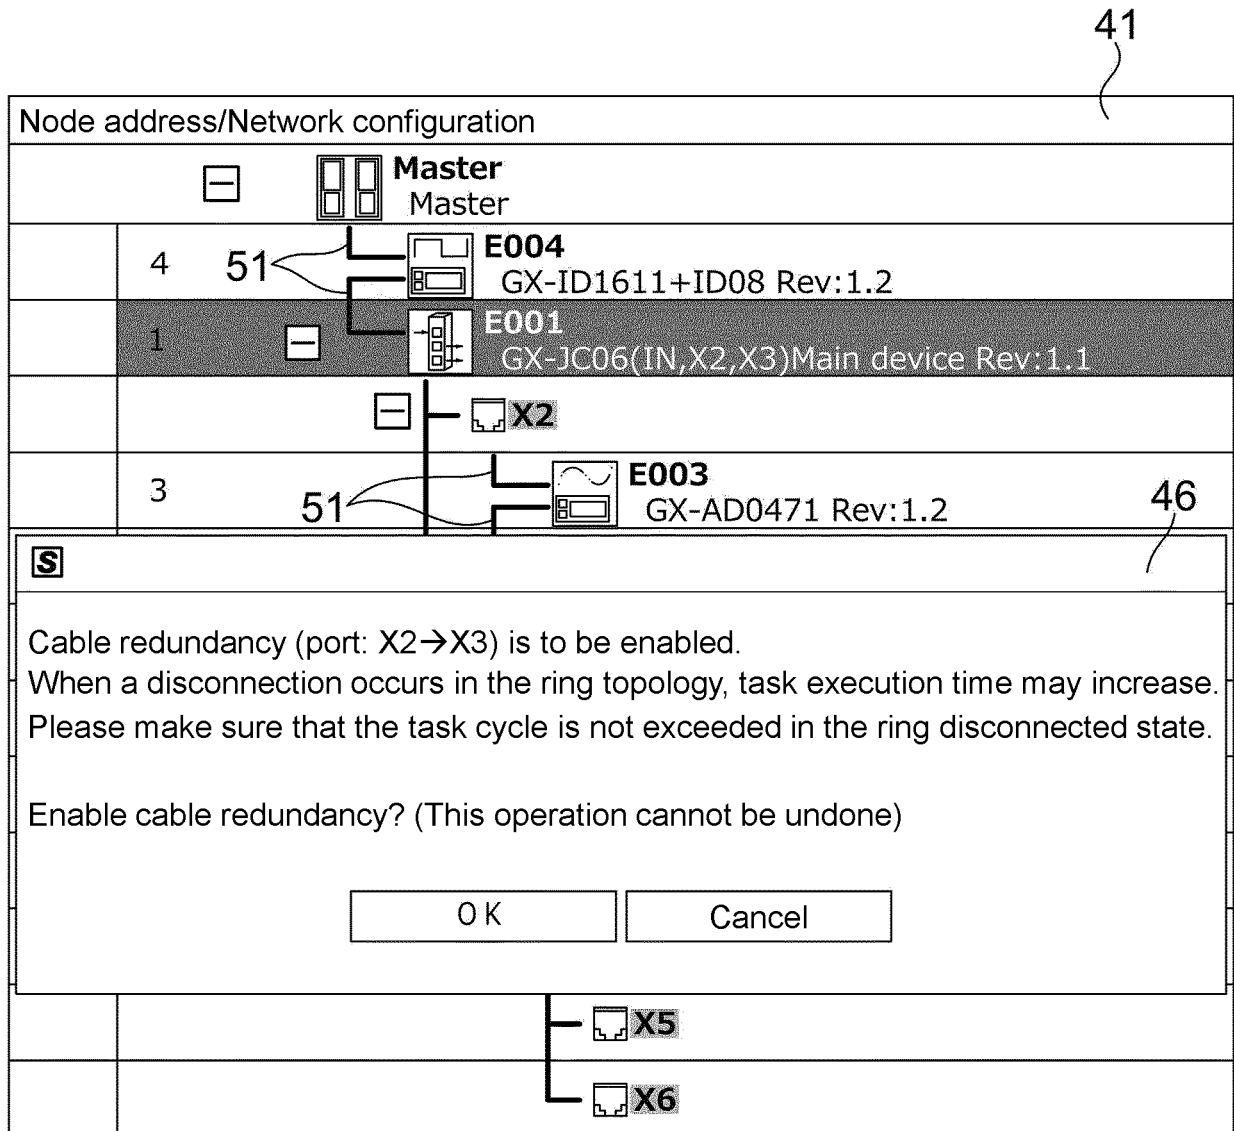 41
Node address/Network configuration
Master
Master
4
51
E004
GX-ID1611+ID08 Rev:1.2
1
E001
GX-JC06(IN,X2,X3)Main device Rev:1.1
X2
3
51
E003
GX-AD0471 Rev:1.2
46
S
Cable redundancy (port: X2→X3) is to be enabled.
When a disconnection occurs in the ring topology, task execution time may increase.
Please make sure that the task cycle is not exceeded in the ring disconnected state.
Enable cable redundancy? (This operation cannot be undone)
OK
Cancel
X5
X6